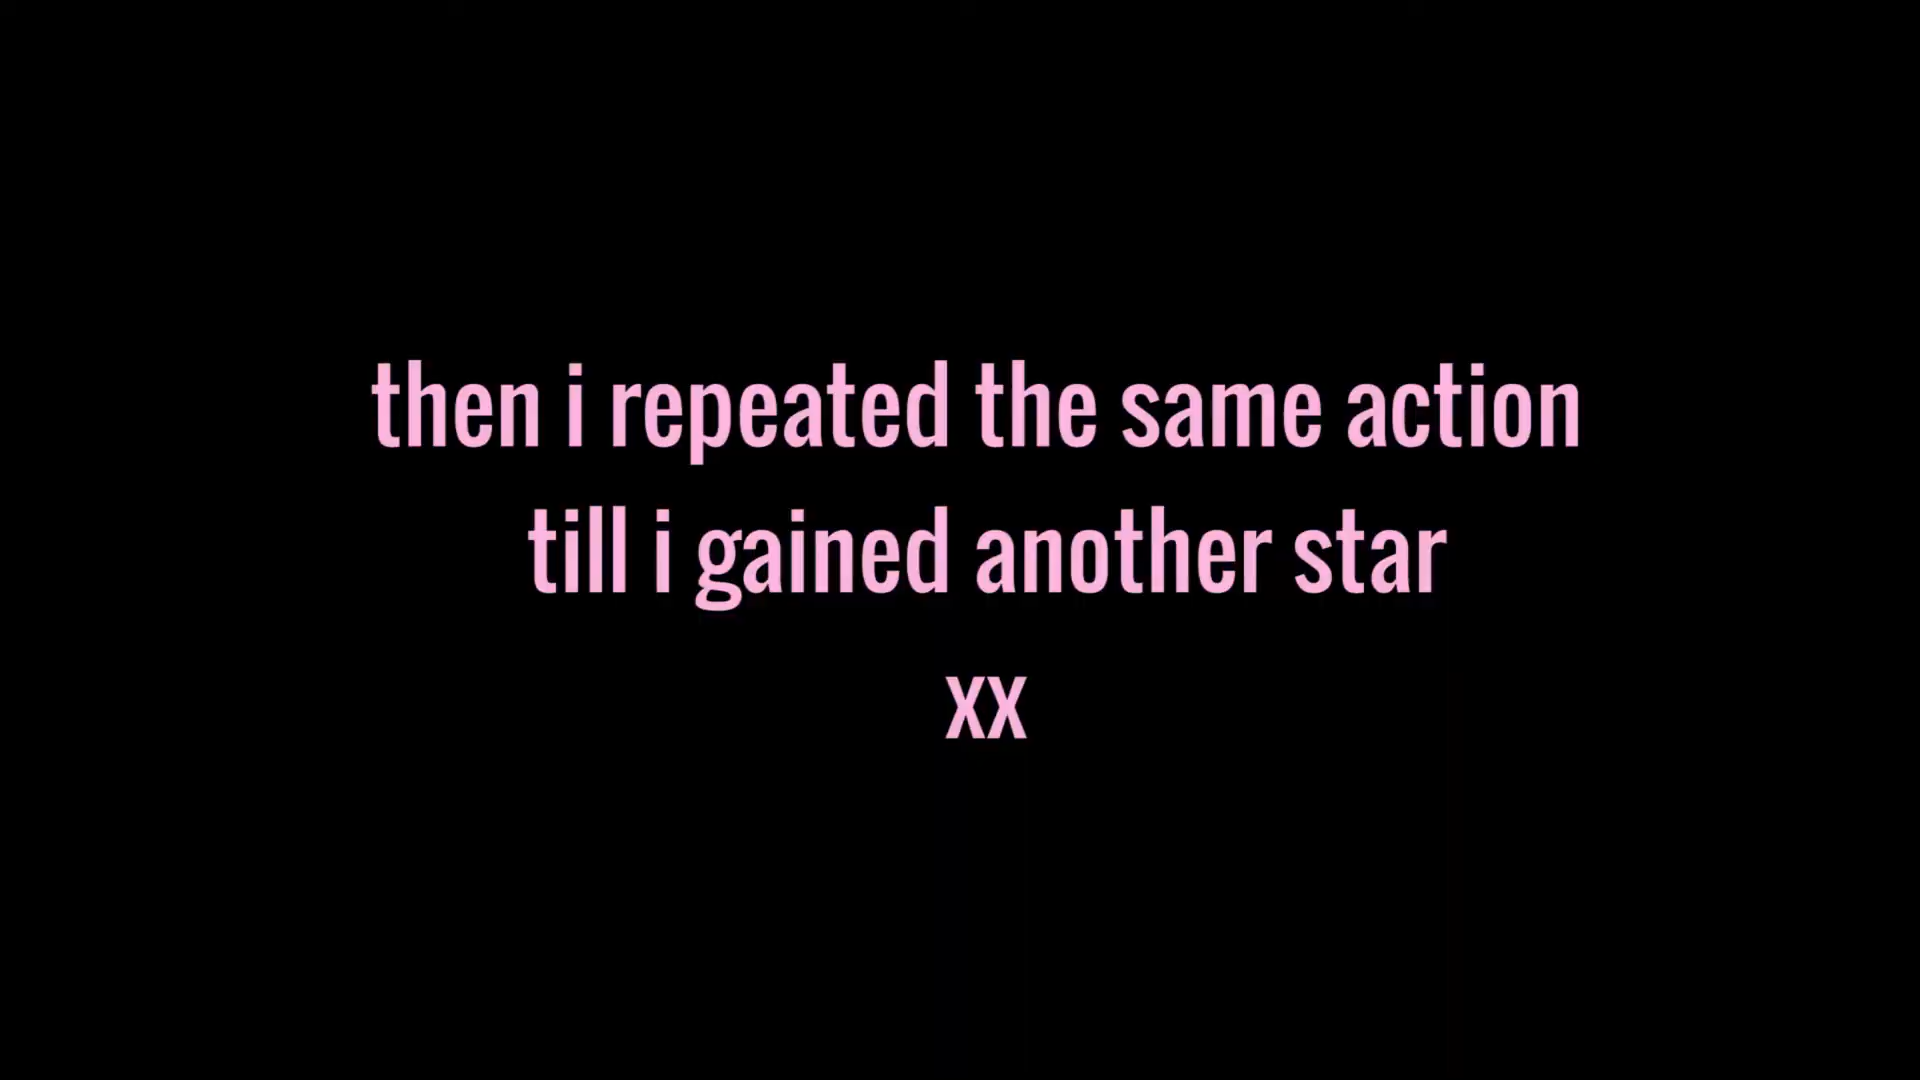 then i repeated the same action
till i gained another star
xx